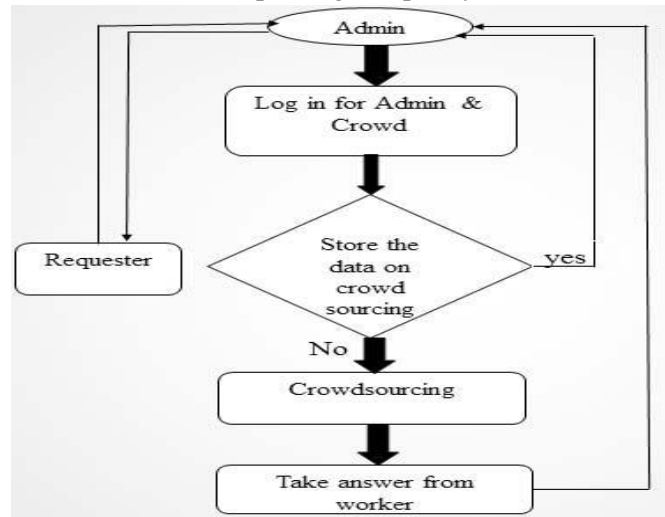 Admin
Log in for Admin &
Crowd
Requester
Store the
data on
crowd
sourcing
yes
No
Crowdsourcing
Take answer from
worker